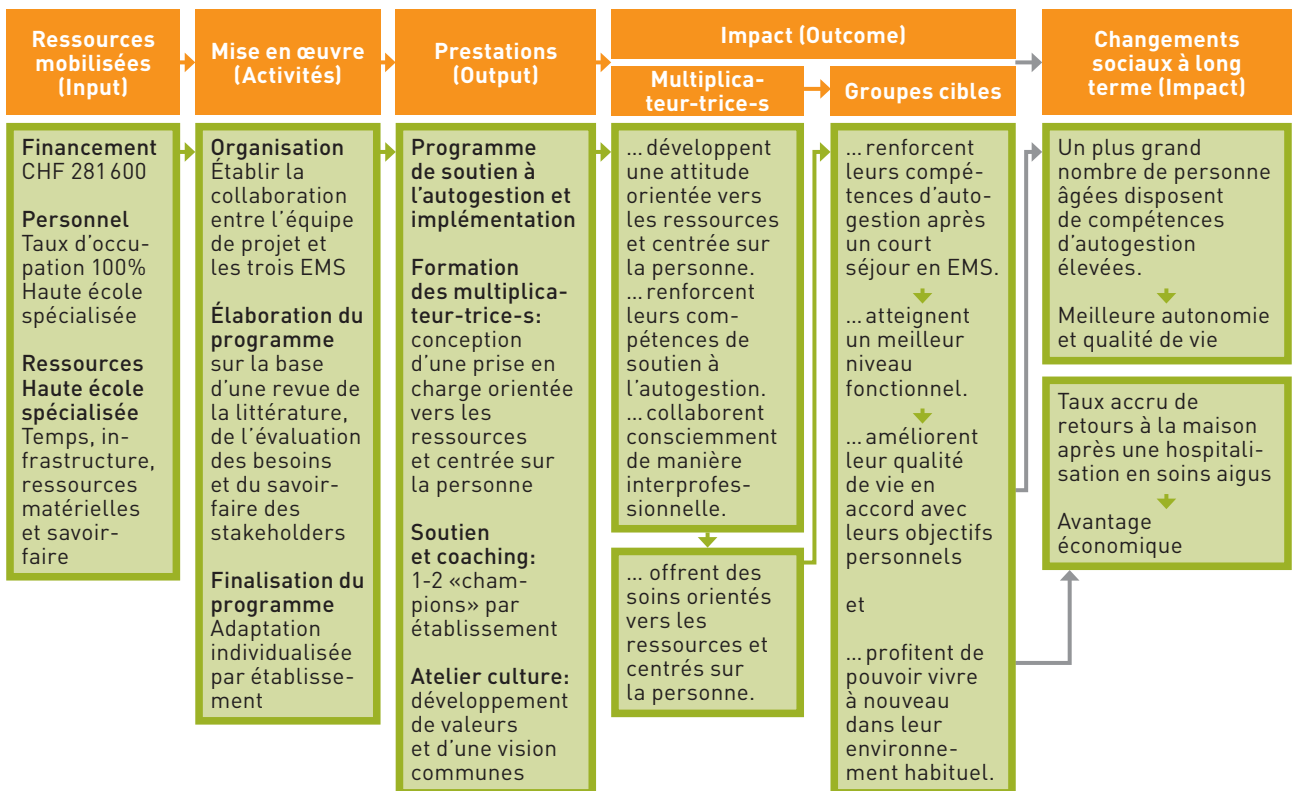 Ressources
mobilisées
(Input)
Mise en œuvre
(Activités)
Prestations
(Output)
Impact (Outcome)
Multiplica-
teur-trice-s
Groupes cibles
Changements
sociaux à long
terme (Impact)
Financement
CHF 281 600
Personnel
Taux d’occu-
pation 100%
Haute école
spécialisée
Ressources
Haute école
spécialisée
Temps, in-
frastructure,
ressources
matérielles
et savoir-
faire
Organisation
Établir la
collaboration
entre l’équipe
de projet et
les trois EMS
Élaboration du
programme
sur la base
d’une revue de
la littérature,
de l’évaluation
des besoins
et du savoir-
faire des
stakeholders
Finalisation du
programme
Adaptation
individualisée
par établisse-
ment
Programme
de soutien à
l’autogestion et
implémentation
Formation
des multiplica-
teur-trice-s:
conception
d’une prise en
charge orientée
vers les
ressources
et centrée sur
la personne
Soutien
et coaching:
1-2 «cham-
pions» par
établissement
Atelier culture:
développement
de valeurs
et d’une vision
communes
... développent
une attitude
orientée vers
les ressources
et centrée sur
la personne.
... renforcent
leurs com-
pétences de
soutien à
l’autogestion.
... collaborent
consciemment
de manière
interprofes-
sionnelle.
... offrent des
soins orientés
vers les
ressources et
centrés sur
la personne.
... renforcent
leurs compé-
tences d’auto-
gestion après
un court
séjour en EMS.
... atteignent
un meilleur
niveau
fonctionnel.
... améliorent
leur qualité
de vie en
accord avec
leurs objectifs
personnels
et
... profitent de
pouvoir vivre
à nouveau
dans leur
environne-
ment habituel.
Un plus grand
nombre de personne
âgées disposent
de compétences
d’autogestion
élevées.
Meilleure autonomie
et qualité de vie
Taux accru de
retours à la maison
après une hospitali-
sation en soins aigus
Avantage
économique